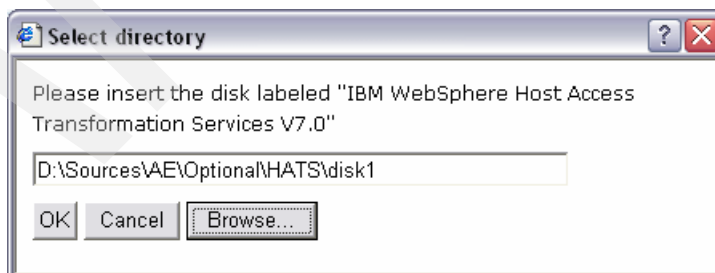 Select directory
Please insert the disk labeled "IBM WebSphere Host Access
Transformation Services V7.0"
D:\Sources\AE\Optional\HATS\disk1
OK Cancel Browse...